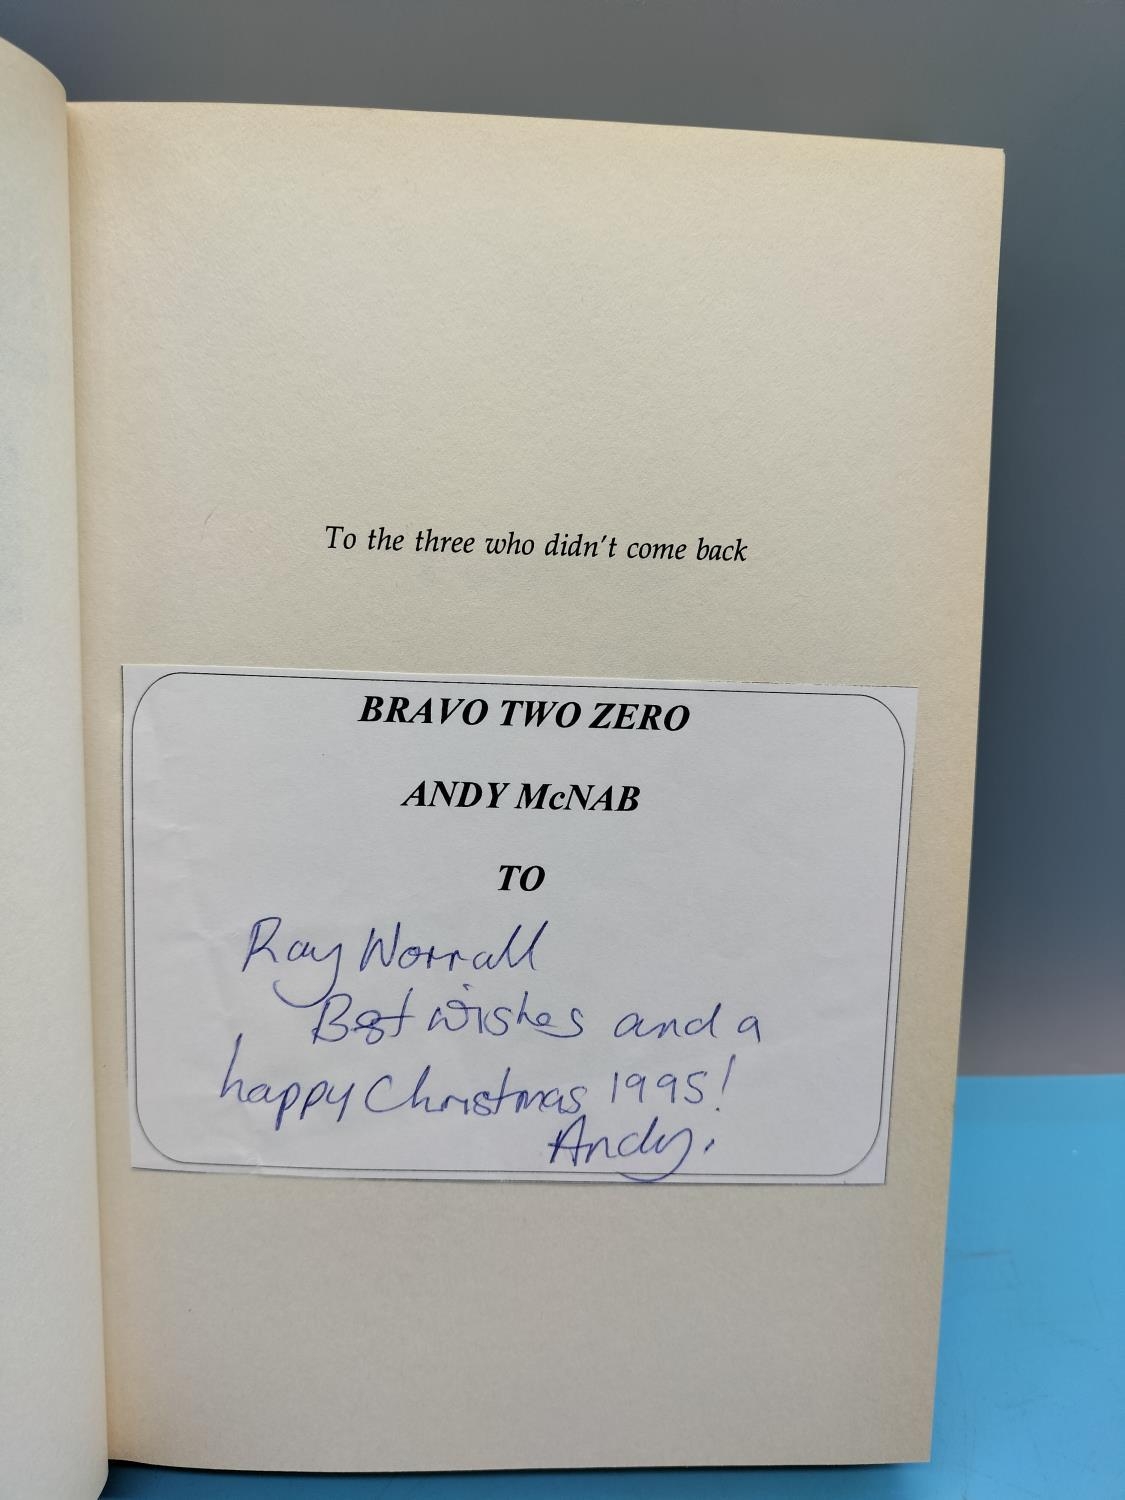 To the three who didn't come back
BRAVO TWO ZERO
ANDY McNAB
TO
Ray Worrall
Best wishes and a
happy Christmas 1995!
Andy.